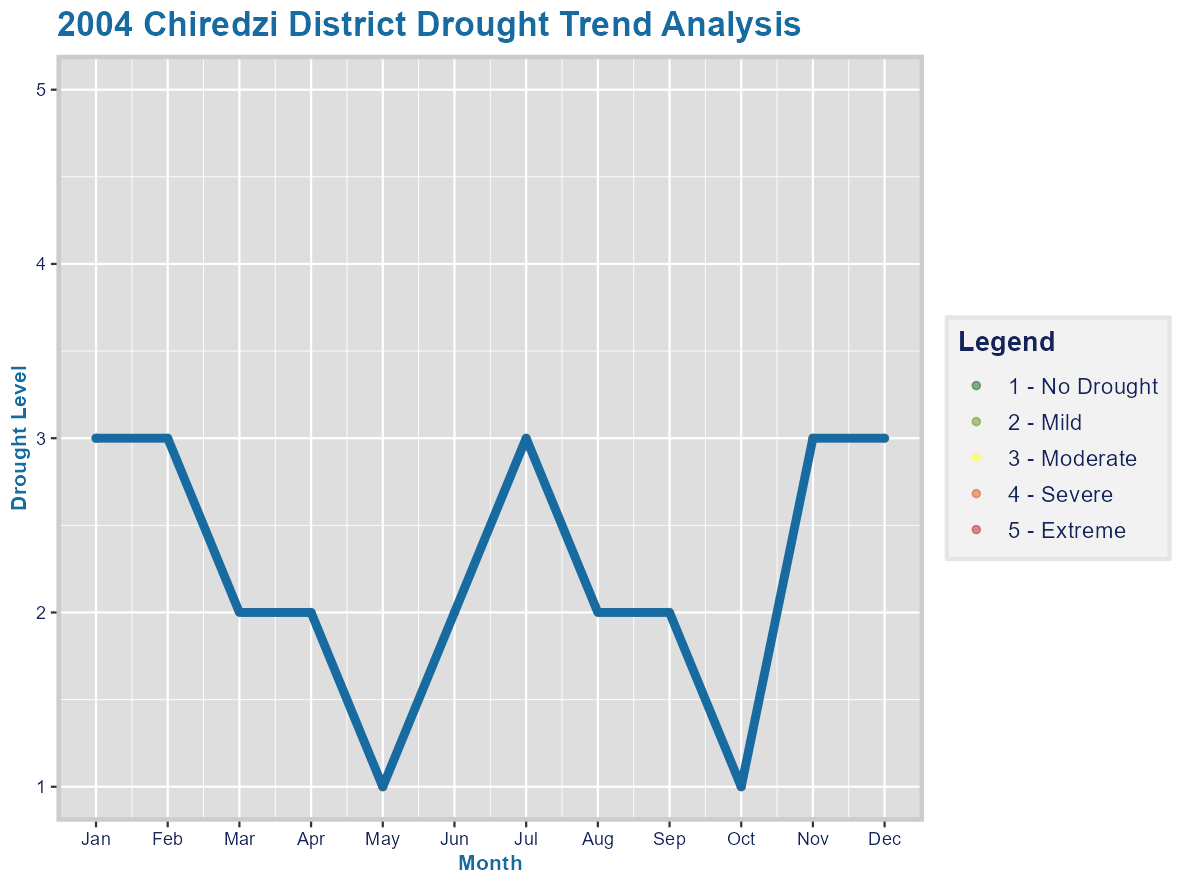 2004 Chiredzi District Drought Trend Analysis
Drought Level
5
4
3
2
1
Jan Feb Mar Apr May Jun Jul Aug Sep Oct Nov Dec
Month
Legend
1 - No Drought
2 - Mild
3 - Moderate
4 - Severe
5 - Extreme